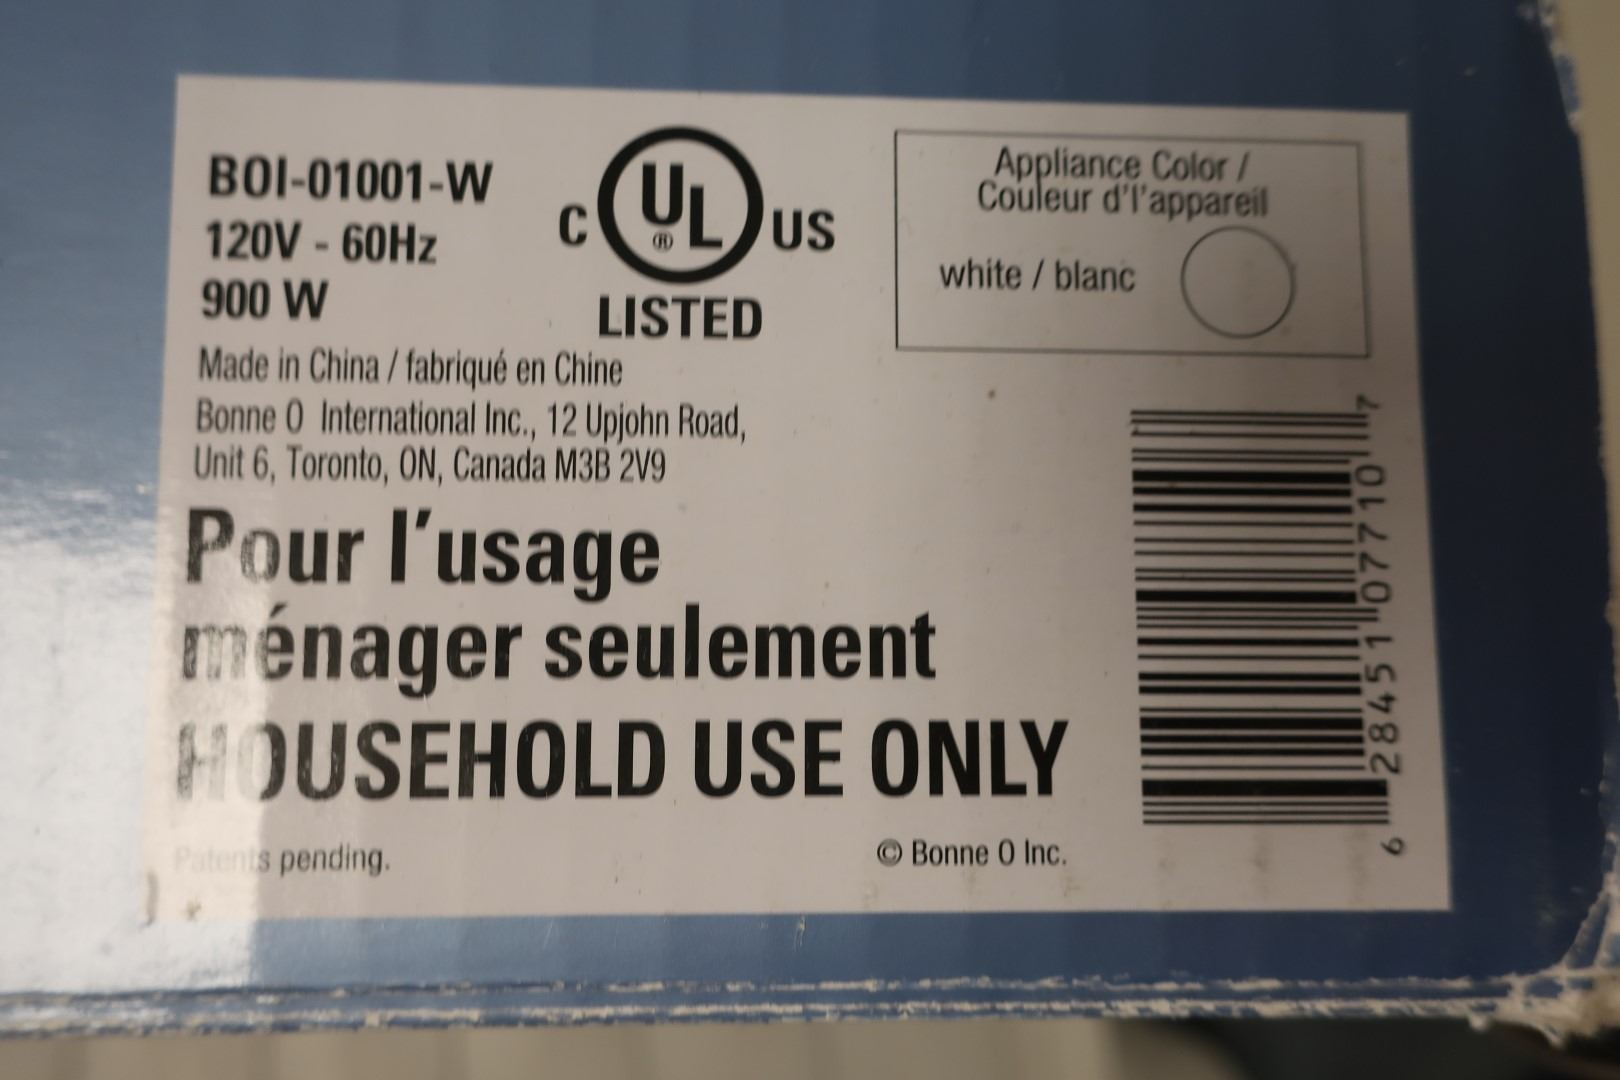 BOI-01001-W
120V - 60Hz
900 W
C UL ® US
LISTED
Appliance Color /
Couleur d'l'appareil
white / blanc
Made in China / fabriqué en Chine
Bonne O International Inc., 12 Upjohn Road,
Unit 6, Toronto, ON, Canada M3B 2V9
Pour l'usage
ménager seulement
HOUSEHOLD USE ONLY
Patents pending.
© Bonne O Inc.
6 28451 07710 7